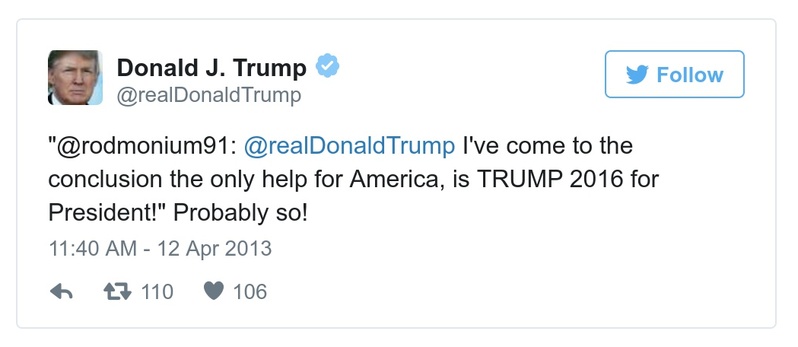 Donald J. Trump
@realDonaldTrump
Follow
"@rodmonium91: @realDonaldTrump I've come to the
conclusion the only help for America, is TRUMP 2016 for
President!" Probably so!
11:40 AM - 12 Apr 2013
110 106